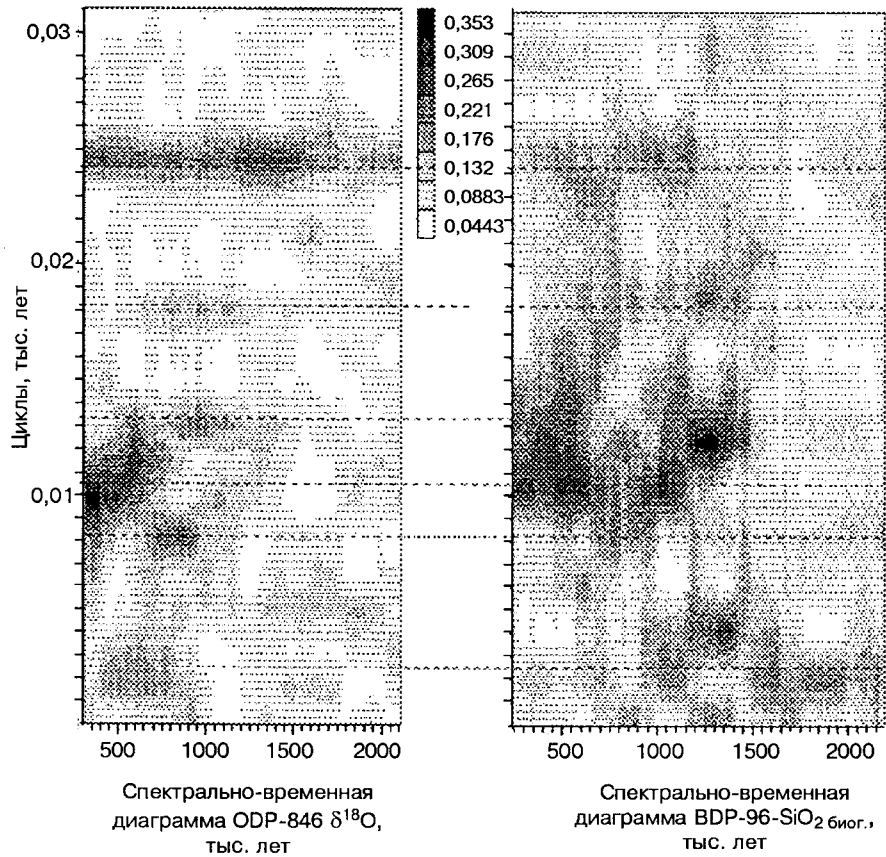 0,03
0,02
0,01
Циклы, тыс. лет
0,353
0,309
0,265
0,221
0,176
0,132
0,0883
0,0443
500 1000 1500 2000
500 1000 1500 2000
Спектрально-временная
диаграмма ODP-846 δ¹⁸O,
тыс. лет
Спектрально-временная
диаграмма BDP-96-SiO₂ биог.,
тыс. лет